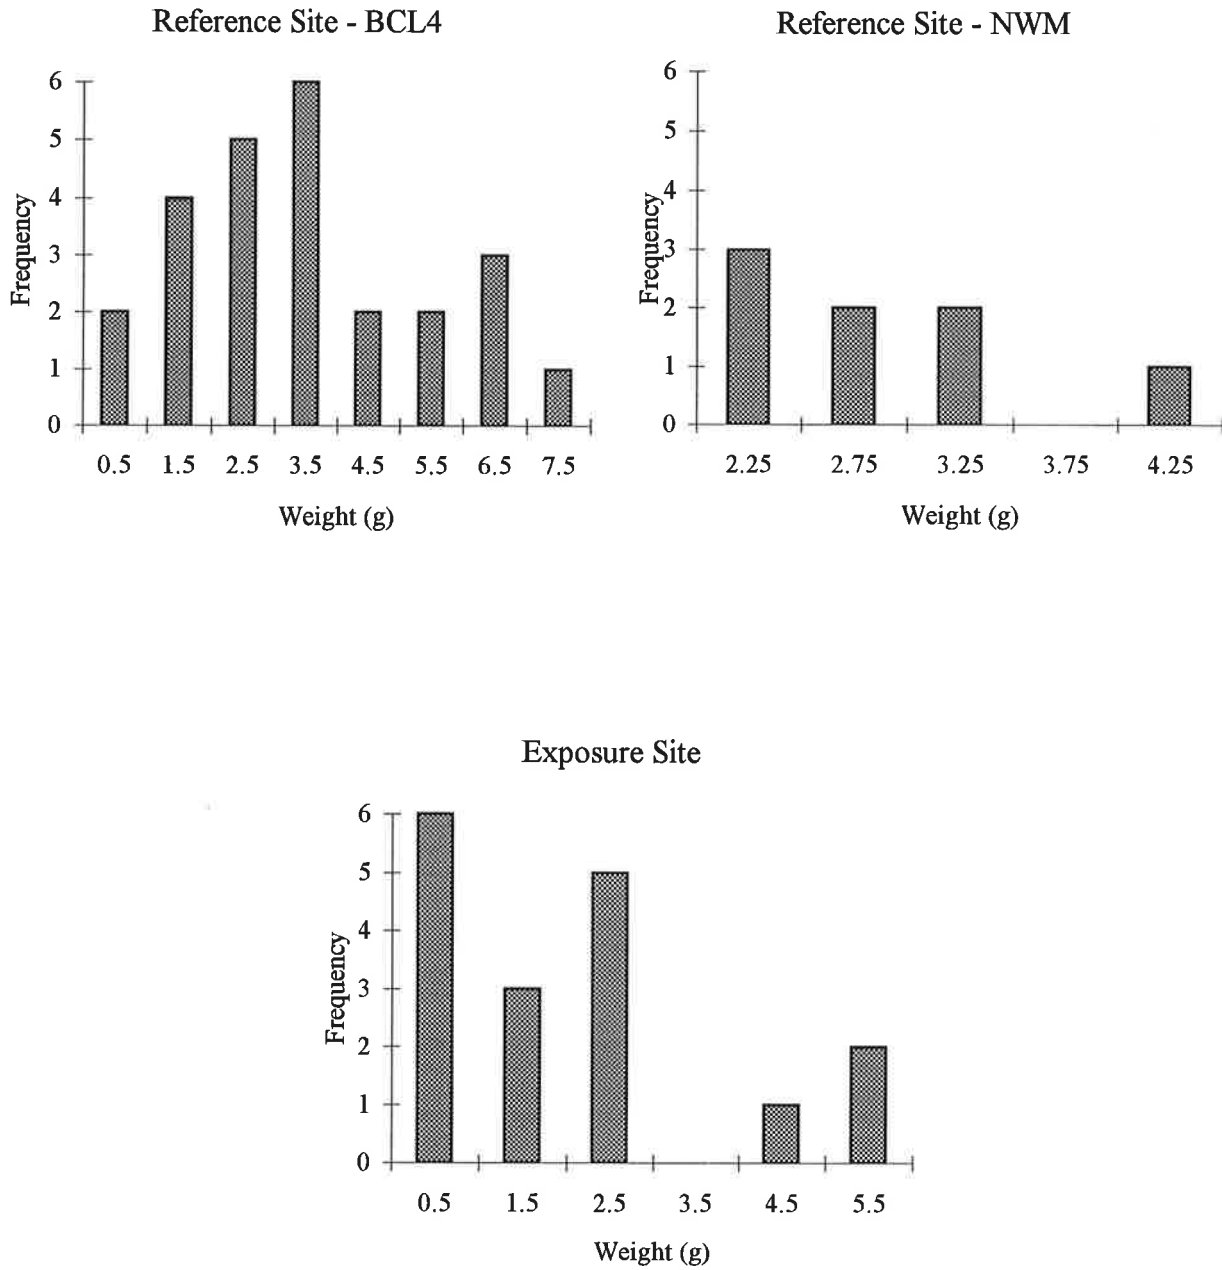 Reference Site - BCL4
6
5
4
3
2
1
0
Frequency
0.5 1.5 2.5 3.5 4.5 5.5 6.5 7.5
Weight (g)
Reference Site - NWM
6
5
4
3
2
1
0
Frequency
2.25 2.75 3.25 3.75 4.25
Weight (g)
Exposure Site
6
5
4
3
2
1
0
Frequency
0.5 1.5 2.5 3.5 4.5 5.5
Weight (g)